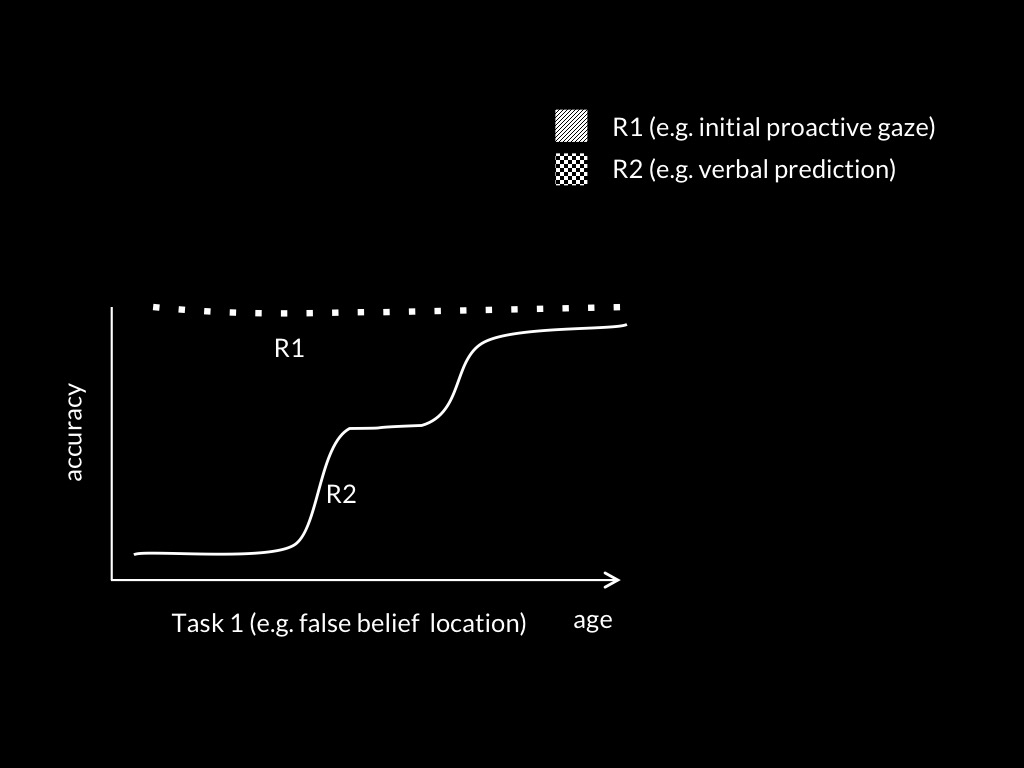 R1 (e.g. initial proactive gaze)
R2 (e.g. verbal prediction)
R1
accuracy
R2
Task 1 (e.g. false belief location)
age